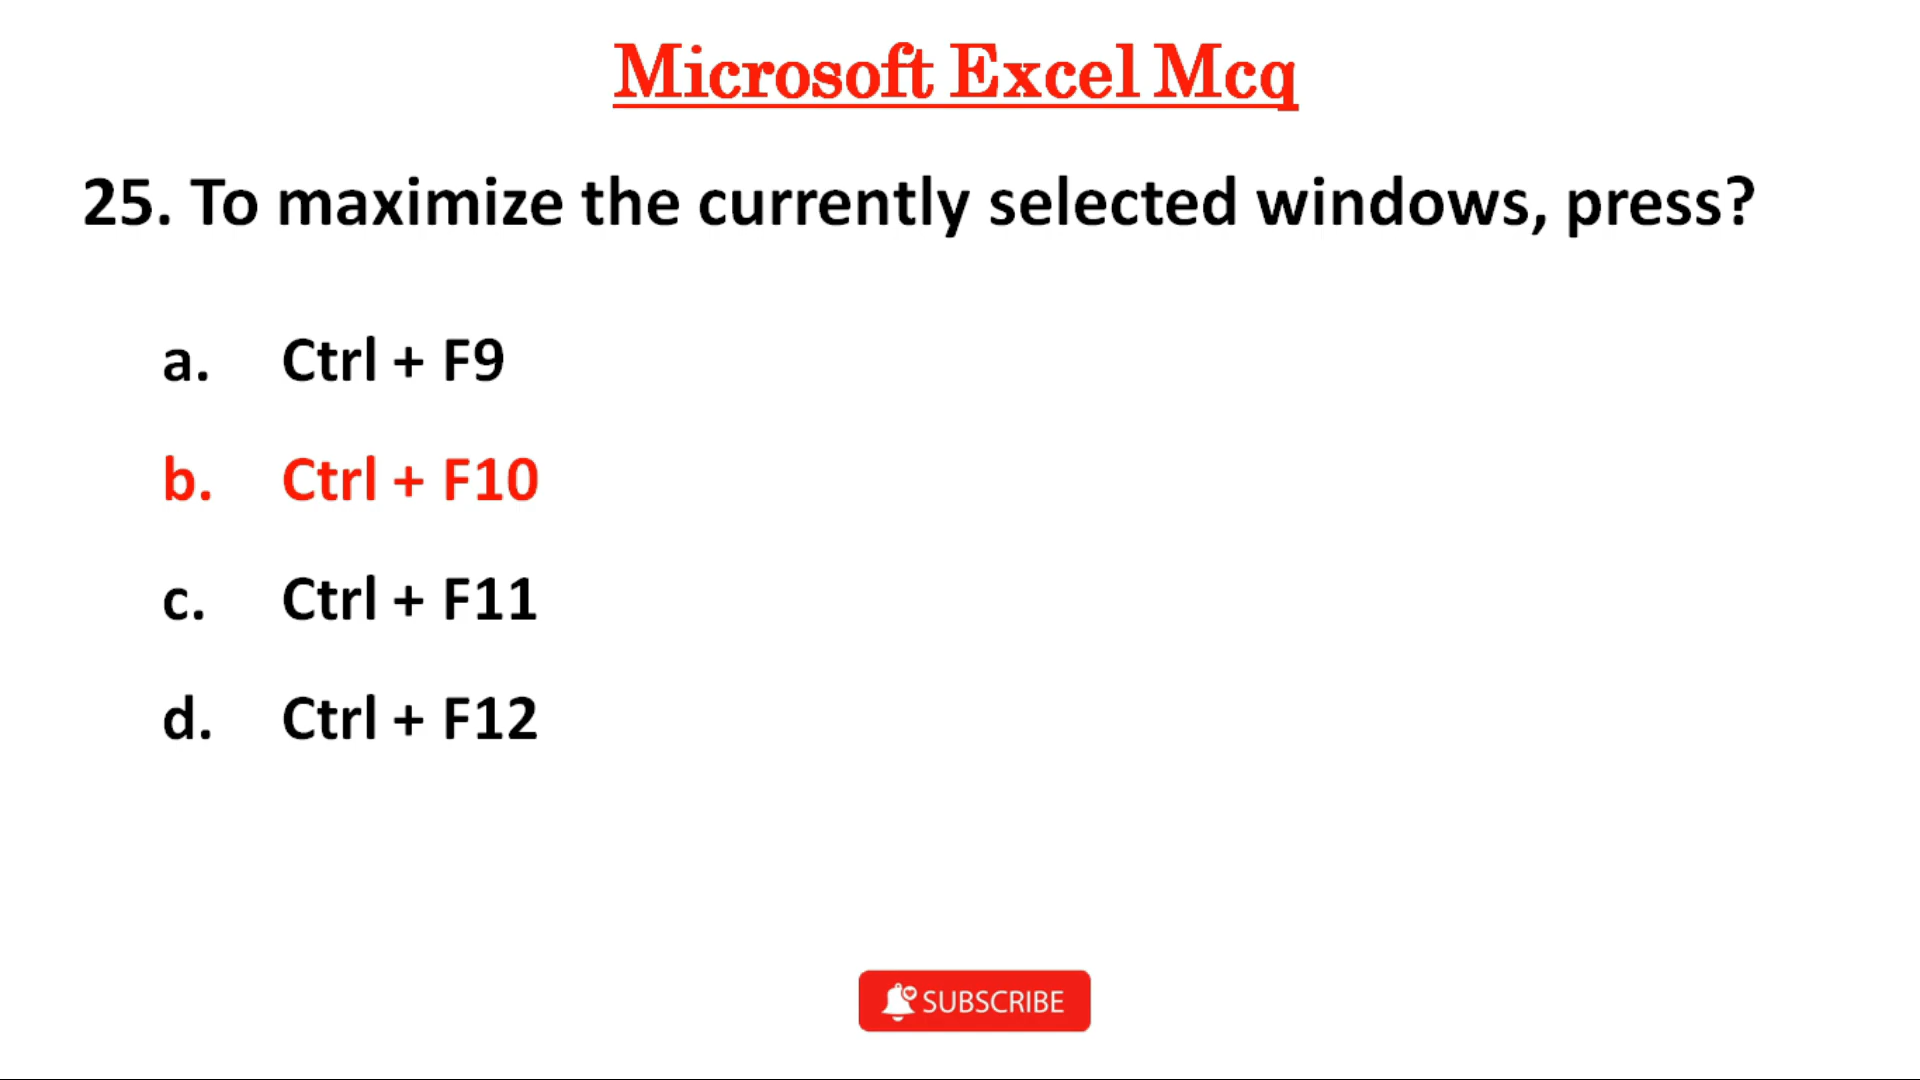 Microsoft Excel Mcq
25. To maximize the currently selected windows, press?
a. Ctrl + F9
b. Ctrl + F10
c. Ctrl + F11
d. Ctrl + F12
SUBSCRIBE